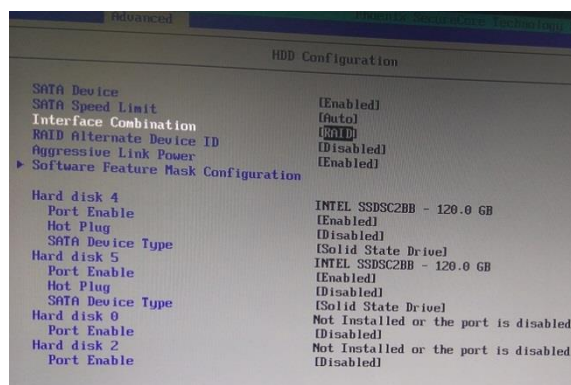 Advanced
Phoenix SecureCore Technology
HDD Configuration
SATA Device [Enabled]
SATA Speed Limit [Auto]
Interface Combination [RAID]
RAID Alternate Device ID [Disabled]
Aggressive Link Power [Enabled]
Software Feature Mask Configuration
Hard disk 4 INTEL SSDSC2BB - 120.0 GB
Port Enable [Enabled]
Hot Plug [Disabled]
SATA Device Type [Solid State Drive]
Hard disk 5 INTEL SSDSC2BB - 120.0 GB
Port Enable [Enabled]
Hot Plug [Disabled]
SATA Device Type [Solid State Drive]
Hard disk 0 Not Installed or the port is disabled
Port Enable [Disabled]
Hard disk 2 Not Installed or the port is disabled
Port Enable [Disabled]